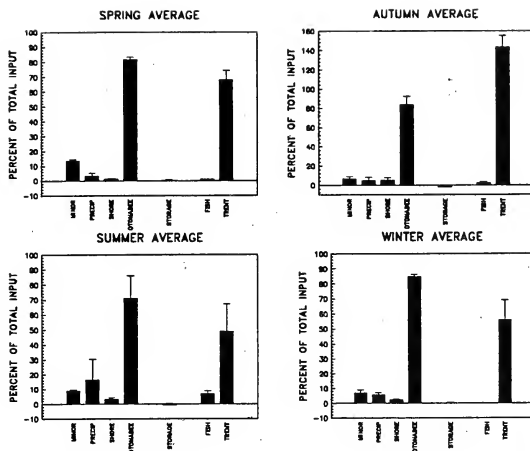 SPRING AVERAGE
PERCENT OF TOTAL INPUT
100
90
80
70
60
50
40
30
20
10
0
-10
MINOR
PRECIP
SHORE
OTONABEE
STORAGE
FISH
TRENT
AUTUMN AVERAGE
PERCENT OF TOTAL INPUT
160
140
120
100
80
60
40
20
0
MINOR
PRECIP
SHORE
OTONABEE
STORAGE
FISH
TRENT
SUMMER AVERAGE
PERCENT OF TOTAL INPUT
100
90
80
70
60
50
40
30
20
10
0
-10
MINOR
PRECIP
SHORE
OTONABEE
STORAGE
FISH
TRENT
WINTER AVERAGE
PERCENT OF TOTAL INPUT
100
90
80
70
60
50
40
30
20
10
0
-10
MINOR
PRECIP
SHORE
OTONABEE
STORAGE
FISH
TRENT